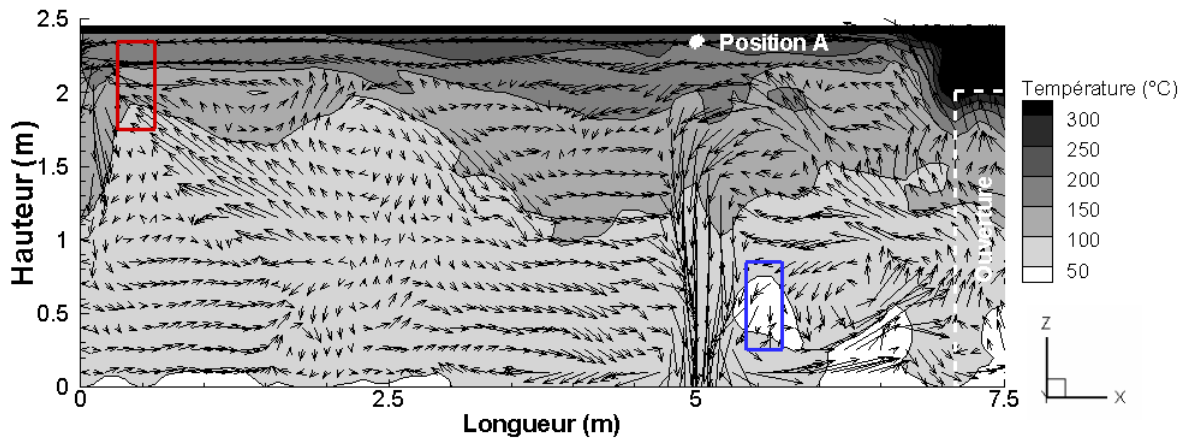 2.5
2
1.5
1
0.5
0
Hauteur (m)
Position A
Ouverture
0
2.5
5
7.5
Longueur (m)
Température (°C)
300
250
200
150
100
50
Z
Y
X